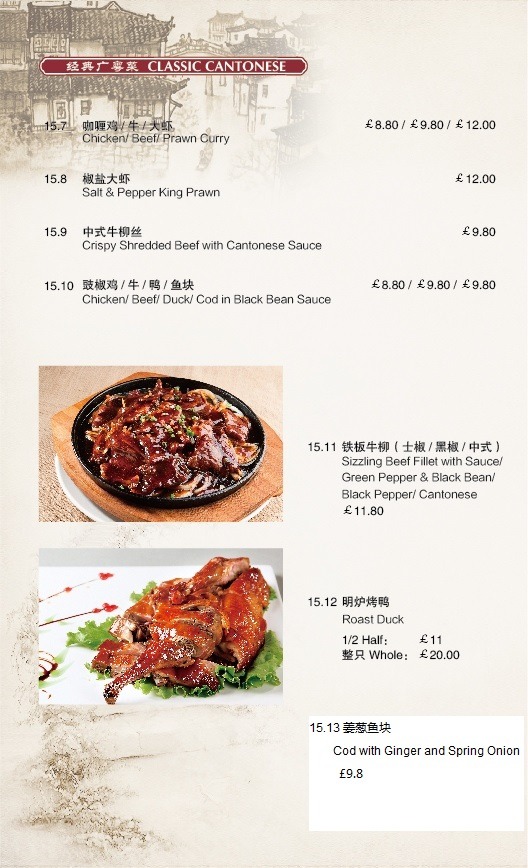 经典广粤菜 CLASSIC CANTONESE
15.7 咖喱鸡 / 牛 / 大虾 £8.80 / £9.80 / £12.00
Chicken/ Beef/ Prawn Curry
15.8 椒盐大虾 £12.00
Salt & Pepper King Prawn
15.9 中式牛柳丝 £9.80
Crispy Shredded Beef with Cantonese Sauce
15.10 豉椒鸡 / 牛 / 鸭 / 鱼块 £8.80 / £9.80 / £9.80
Chicken/ Beef/ Duck/ Cod in Black Bean Sauce
15.11 铁板牛柳 ( 士椒 / 黑椒 / 中式 )
Sizzling Beef Fillet with Sauce/
Green Pepper & Black Bean/
Black Pepper/ Cantonese
£11.80
15.12 明炉烤鸭
Roast Duck
1/2 Half： £11
整只 Whole： £20.00
15.13 姜葱鱼块
Cod with Ginger and Spring Onion
£9.8